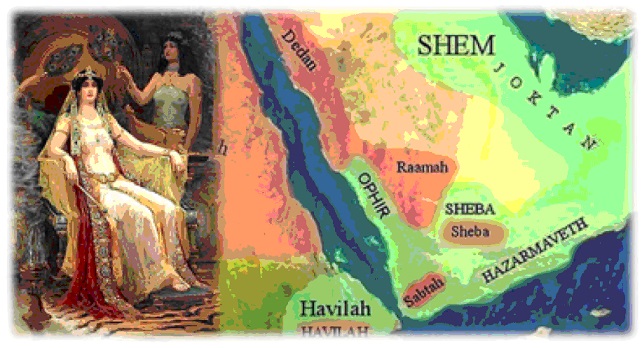 Dedan
SHEM
JOKTAN
h
Raamah
OPHIR
SHEBA
Sheba
HAZARMAVETH
Sabtah
Havilah
HAVILAH